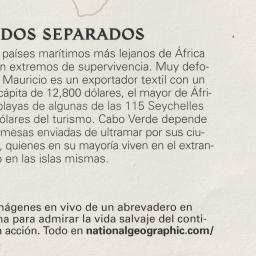 DOS SEPARADOS
países marítimos más lejanos de África
n extremos de supervivencia. Muy defo-
Mauricio es un exportador textil con un
cápita de 12,800 dólares, el mayor de Áfri-
playas de algunas de las 115 Seychelles
ólares del turismo. Cabo Verde depende
mesas enviadas de ultramar por sus ciu-
, quienes en su mayoría viven en el extran-
o en las islas mismas.
mágenes en vivo de un abrevadero en
na para admirar la vida salvaje del conti-
n acción. Todo en nationalgeographic.com/